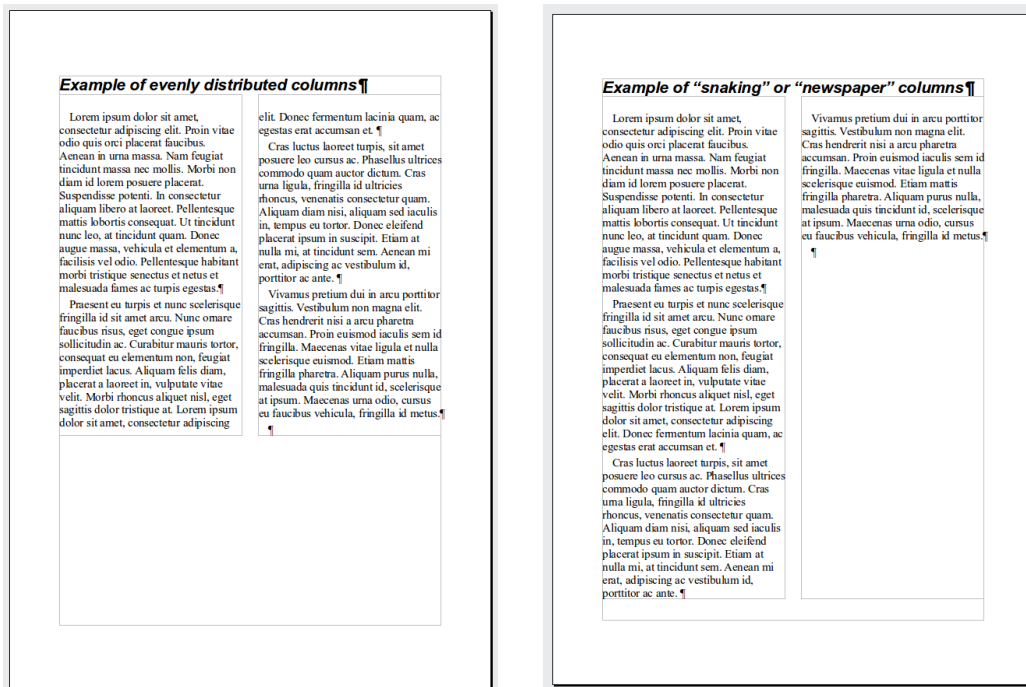 Example of evenly distributed columns¶
Lorem ipsum dolor sit amet,
consectetur adipiscing elit. Proin vitae
odio quis orci placerat faucibus.
Aenean in urna massa. Nam feugiat
tincidunt massa nec mollis. Morbi non
diam id lorem posuere placerat.
Suspendisse potenti. In consectetur
aliquam libero at laoreet. Pellentesque
mattis lobortis consequat. Ut tincidunt
nunc leo, at tincidunt quam. Donec
augue massa, vehicula et elementum a,
facilisis vel odio. Pellentesque habitant
morbi tristique senectus et netus et
malesuada fames ac turpis egestas.¶
Praesent eu turpis et nunc scelerisque
fringilla id sit amet arcu. Nunc ornare
faucibus risus, eget congue ipsum
sollicitudin ac. Curabitur mauris tortor,
consequat eu elementum non, feugiat
imperdiet lacus. Aliquam felis diam,
placerat a laoreet in, vulputate vitae
velit. Morbi rhoncus aliquet nisl, eget
sagittis dolor tristique at. Lorem ipsum
dolor sit amet, consectetur adipiscing
elit. Donec fermentum lacinia quam, ac
egestas erat accumsan et. ¶
Cras luctus laoreet turpis, sit amet
posuere leo cursus ac. Phasellus ultrices
commodo quam auctor dictum. Cras
urna ligula, fringilla id ultricies
rhoncus, venenatis consectetur quam.
Aliquam diam nisi, aliquam sed iaculis
in, tempus eu tortor. Donec eleifend
placerat ipsum in suscipit. Etiam at
nulla mi, at tincidunt sem. Aenean mi
erat, adipiscing ac vestibulum id,
porttitor ac ante. ¶
Vivamus pretium dui in arcu porttitor
sagittis. Vestibulum non magna elit.
Cras hendrerit nisi a arcu pharetra
accumsan. Proin euismod iaculis sem id
fringilla. Maecenas vitae ligula et nulla
scelerisque euismod. Etiam mattis
fringilla pharetra. Aliquam purus nulla,
malesuada quis tincidunt id, scelerisque
at ipsum. Maecenas urna odio, cursus
eu faucibus vehicula, fringilla id metus.¶
¶
Example of “snaking” or “newspaper” columns¶
Lorem ipsum dolor sit amet,
consectetur adipiscing elit. Proin vitae
odio quis orci placerat faucibus.
Aenean in urna massa. Nam feugiat
tincidunt massa nec mollis. Morbi non
diam id lorem posuere placerat.
Suspendisse potenti. In consectetur
aliquam libero at laoreet. Pellentesque
mattis lobortis consequat. Ut tincidunt
nunc leo, at tincidunt quam. Donec
augue massa, vehicula et elementum a,
facilisis vel odio. Pellentesque habitant
morbi tristique senectus et netus et
malesuada fames ac turpis egestas.¶
Praesent eu turpis et nunc scelerisque
fringilla id sit amet arcu. Nunc ornare
faucibus risus, eget congue ipsum
sollicitudin ac. Curabitur mauris tortor,
consequat eu elementum non, feugiat
imperdiet lacus. Aliquam felis diam,
placerat a laoreet in, vulputate vitae
velit. Morbi rhoncus aliquet nisl, eget
sagittis dolor tristique at. Lorem ipsum
dolor sit amet, consectetur adipiscing
elit. Donec fermentum lacinia quam, ac
egestas erat accumsan et. ¶
Cras luctus laoreet turpis, sit amet
posuere leo cursus ac. Phasellus ultrices
commodo quam auctor dictum. Cras
urna ligula, fringilla id ultricies
rhoncus, venenatis consectetur quam.
Aliquam diam nisi, aliquam sed iaculis
in, tempus eu tortor. Donec eleifend
placerat ipsum in suscipit. Etiam at
nulla mi, at tincidunt sem. Aenean mi
erat, adipiscing ac vestibulum id,
porttitor ac ante. ¶
Vivamus pretium dui in arcu porttitor
sagittis. Vestibulum non magna elit.
Cras hendrerit nisi a arcu pharetra
accumsan. Proin euismod iaculis sem id
fringilla. Maecenas vitae ligula et nulla
scelerisque euismod. Etiam mattis
fringilla pharetra. Aliquam purus nulla,
malesuada quis tincidunt id, scelerisque
at ipsum. Maecenas urna odio, cursus
eu faucibus vehicula, fringilla id metus.¶
¶